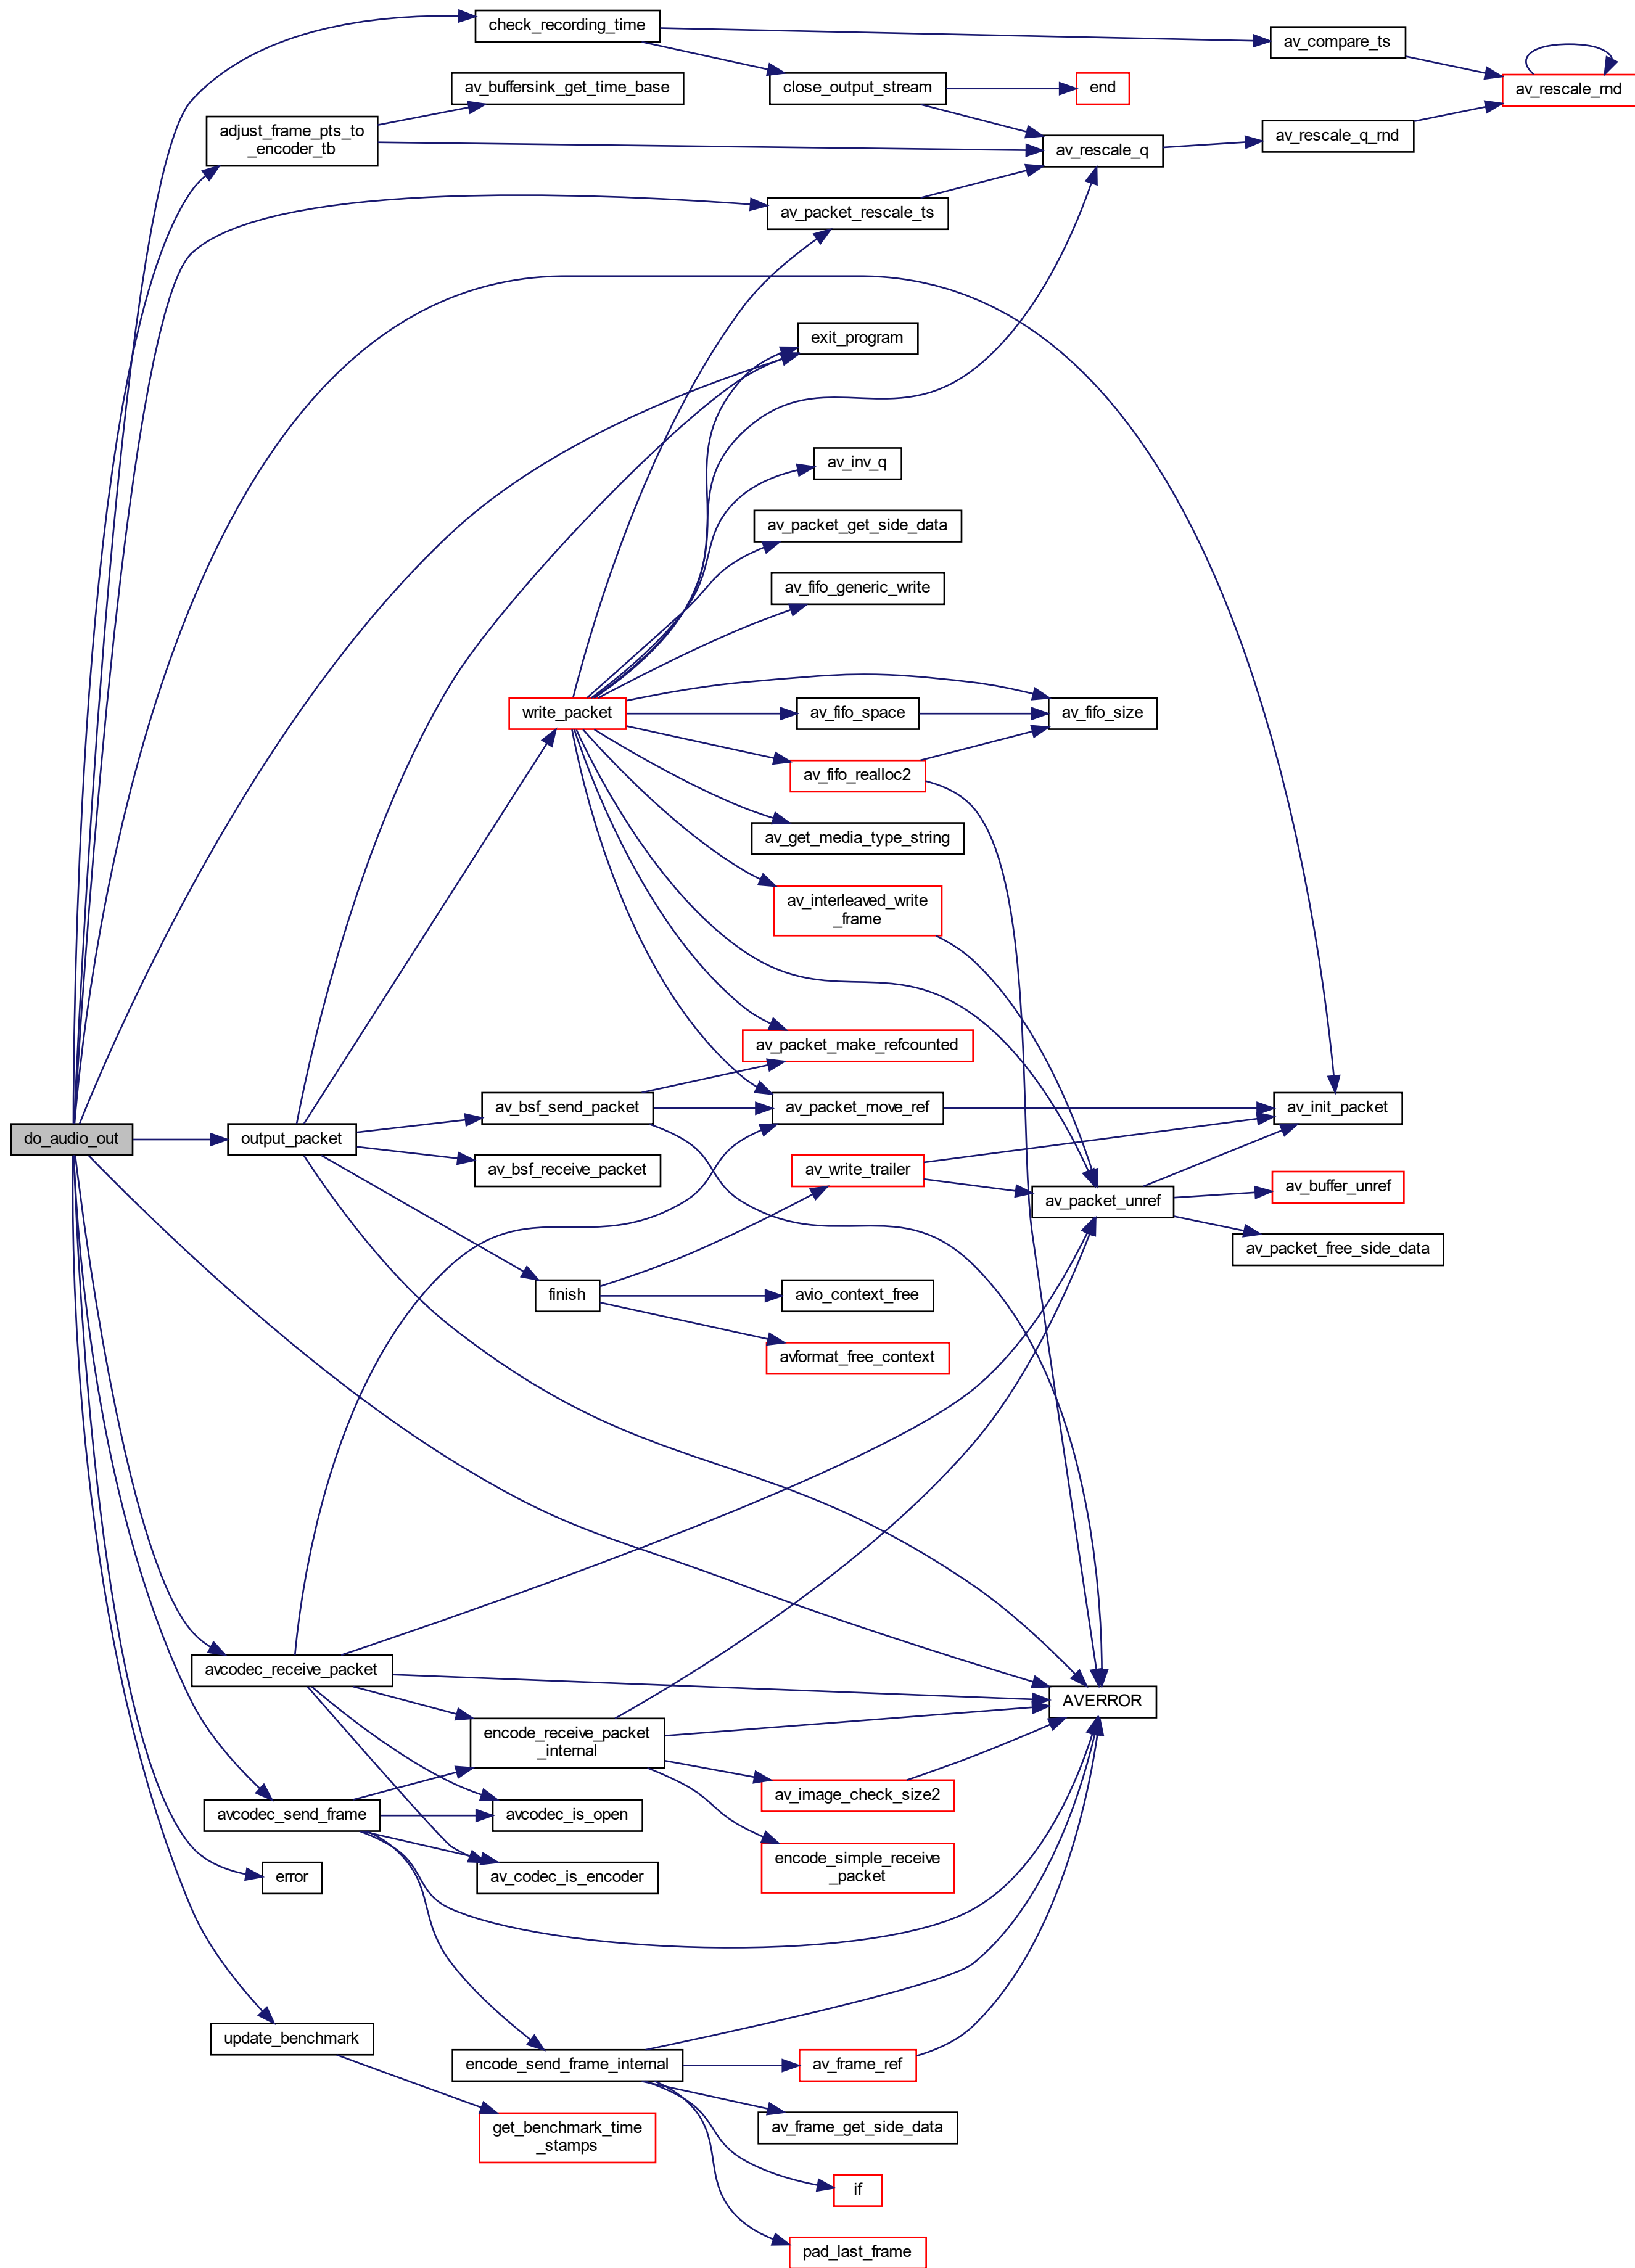 check_recording_time
av_compare_ts
av_buffersink_get_time_base
close_output_stream
end
av_rescale_rnd
adjust_frame_pts_to
_encoder_tb
av_rescale_q
av_rescale_q_rnd
av_packet_rescale_ts
exit_program
av_inv_q
av_packet_get_side_data
av_fifo_generic_write
write_packet
av_fifo_space
av_fifo_size
av_fifo_realloc2
av_get_media_type_string
av_interleaved_write
_frame
av_packet_make_refcounted
do_audio_out
output_packet
av_bsf_send_packet
av_packet_move_ref
av_init_packet
av_bsf_receive_packet
av_write_trailer
av_packet_unref
av_buffer_unref
av_packet_free_side_data
finish
avio_context_free
avformat_free_context
avcodec_receive_packet
AVERROR
encode_receive_packet
_internal
av_image_check_size2
avcodec_send_frame
avcodec_is_open
encode_simple_receive
_packet
error
av_codec_is_encoder
update_benchmark
encode_send_frame_internal
av_frame_ref
get_benchmark_time
_stamps
av_frame_get_side_data
if
pad_last_frame